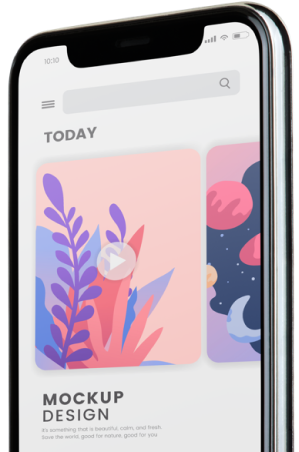 10:10
TODAY
MOCKUP
DESIGN
It's something that is beautiful, calm, and fresh.
Save the world, good for nature, good for you